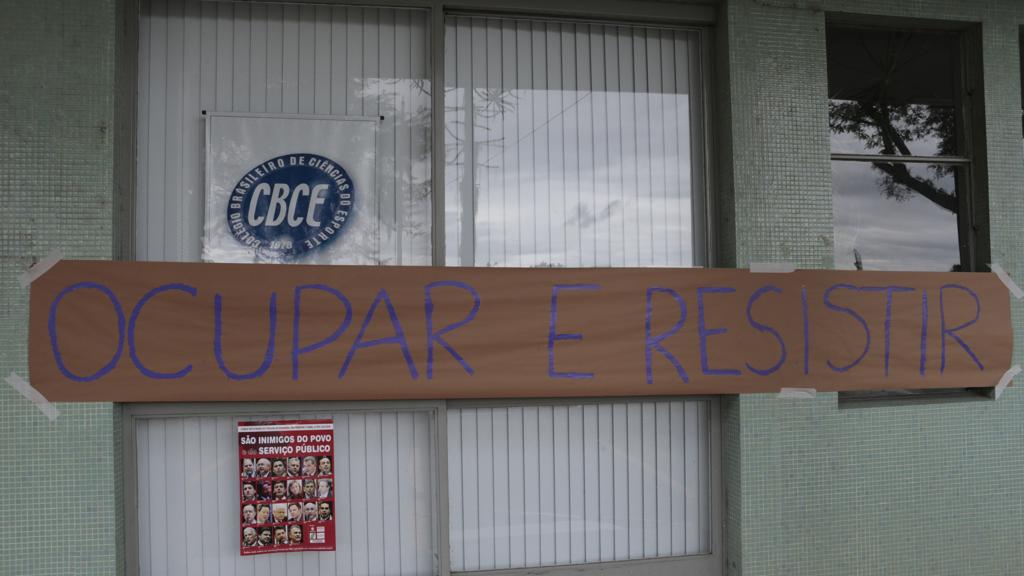 COLÉGIO BRASILEIRO DE CIÊNCIAS DO ESPORTE
CBCE
1978
OCUPAR E RESISTIR
SÃO INIMIGOS DO POVO
SERVIÇO PÚBLICO